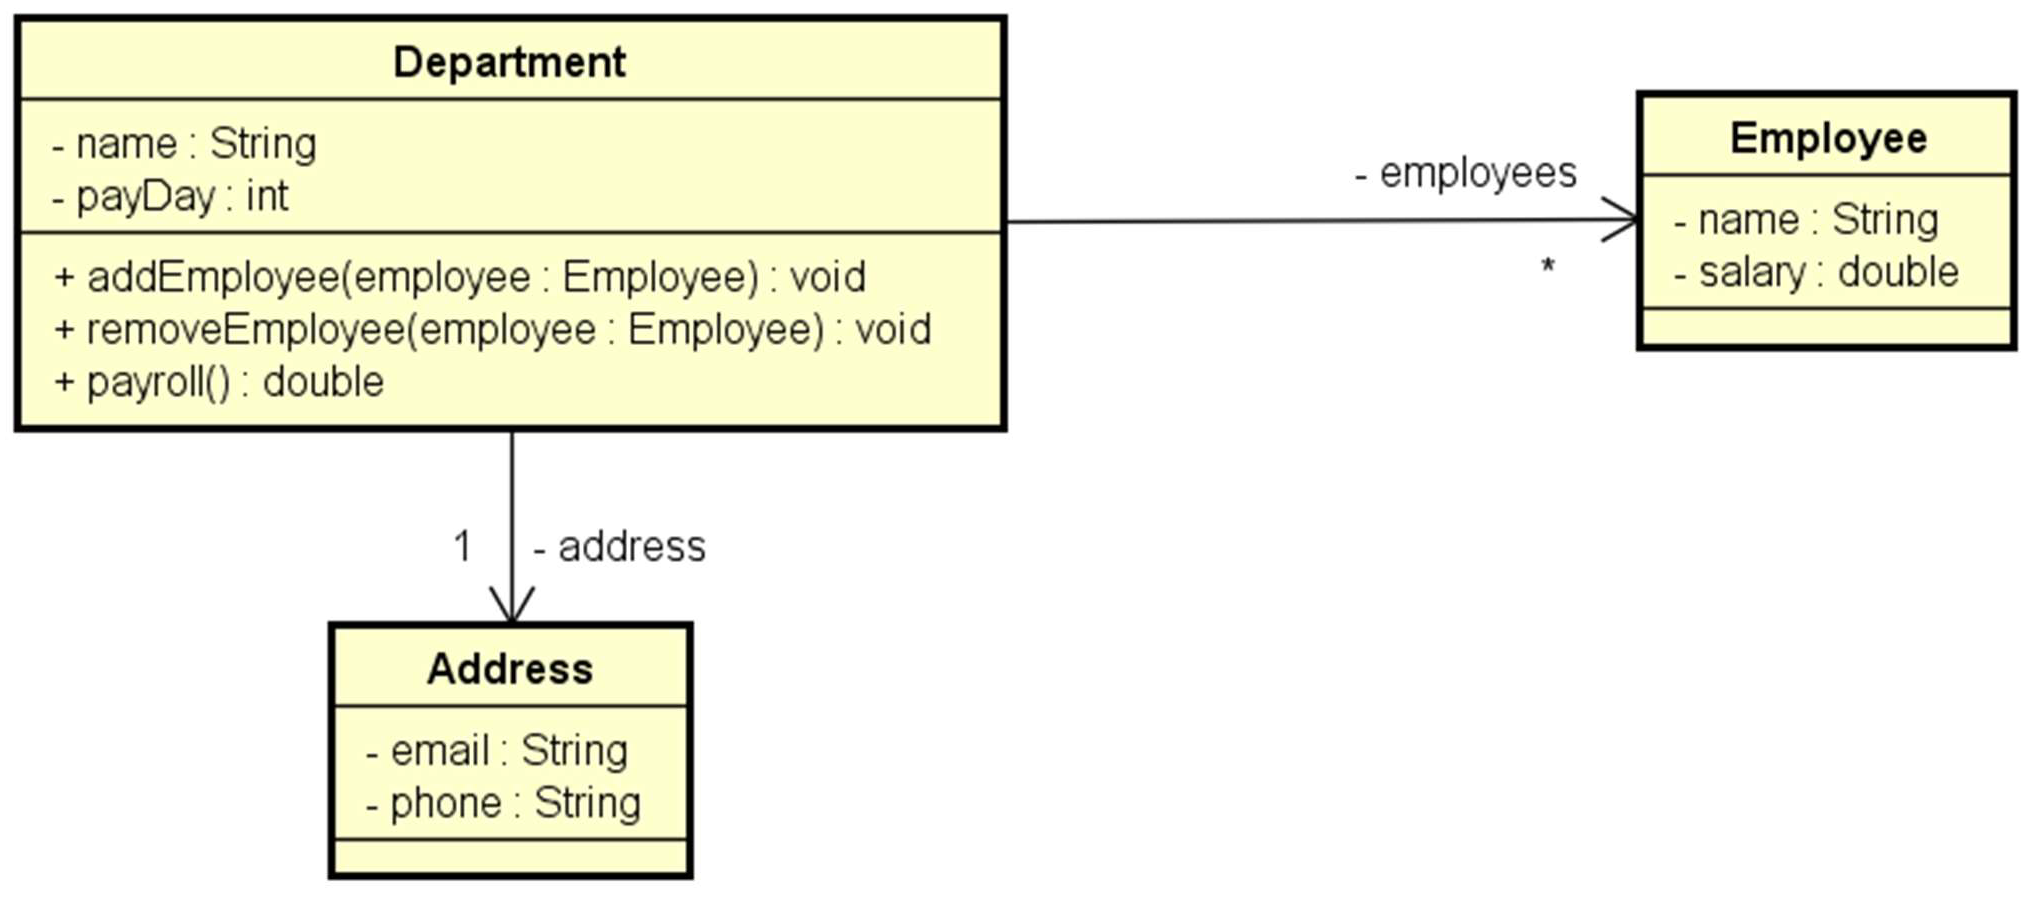 Department
- name : String
- payDay : int
+ addEmployee(employee : Employee) : void
+ removeEmployee(employee : Employee) : void
+ payroll() : double
- employees
*
Employee
- name : String
- salary : double
1 - address
Address
- email : String
- phone : String